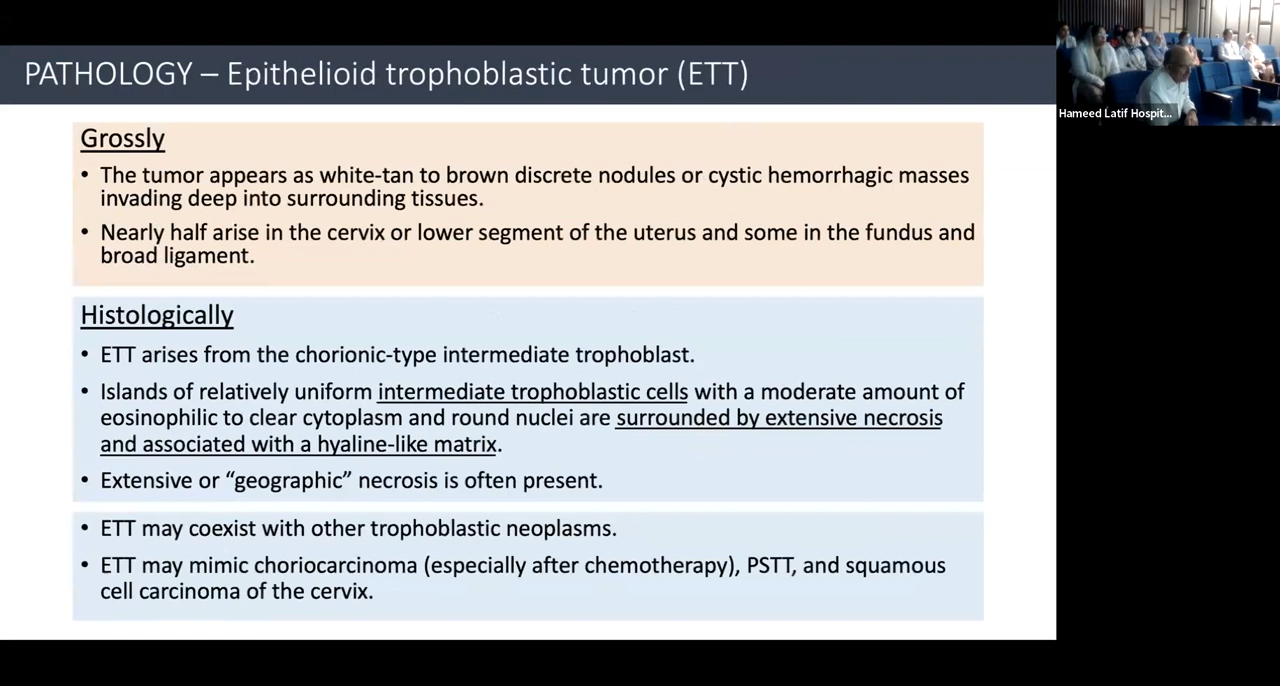 PATHOLOGY – Epithelioid trophoblastic tumor (ETT)
Hameed Latif Hospit...
Grossly
• The tumor appears as white-tan to brown discrete nodules or cystic hemorrhagic masses
invading deep into surrounding tissues.
• Nearly half arise in the cervix or lower segment of the uterus and some in the fundus and
broad ligament.
Histologically
• ETT arises from the chorionic-type intermediate trophoblast.
• Islands of relatively uniform intermediate trophoblastic cells with a moderate amount of
eosinophilic to clear cytoplasm and round nuclei are surrounded by extensive necrosis
and associated with a hyaline-like matrix.
• Extensive or “geographic” necrosis is often present.
• ETT may coexist with other trophoblastic neoplasms.
• ETT may mimic choriocarcinoma (especially after chemotherapy), PSTT, and squamous
cell carcinoma of the cervix.